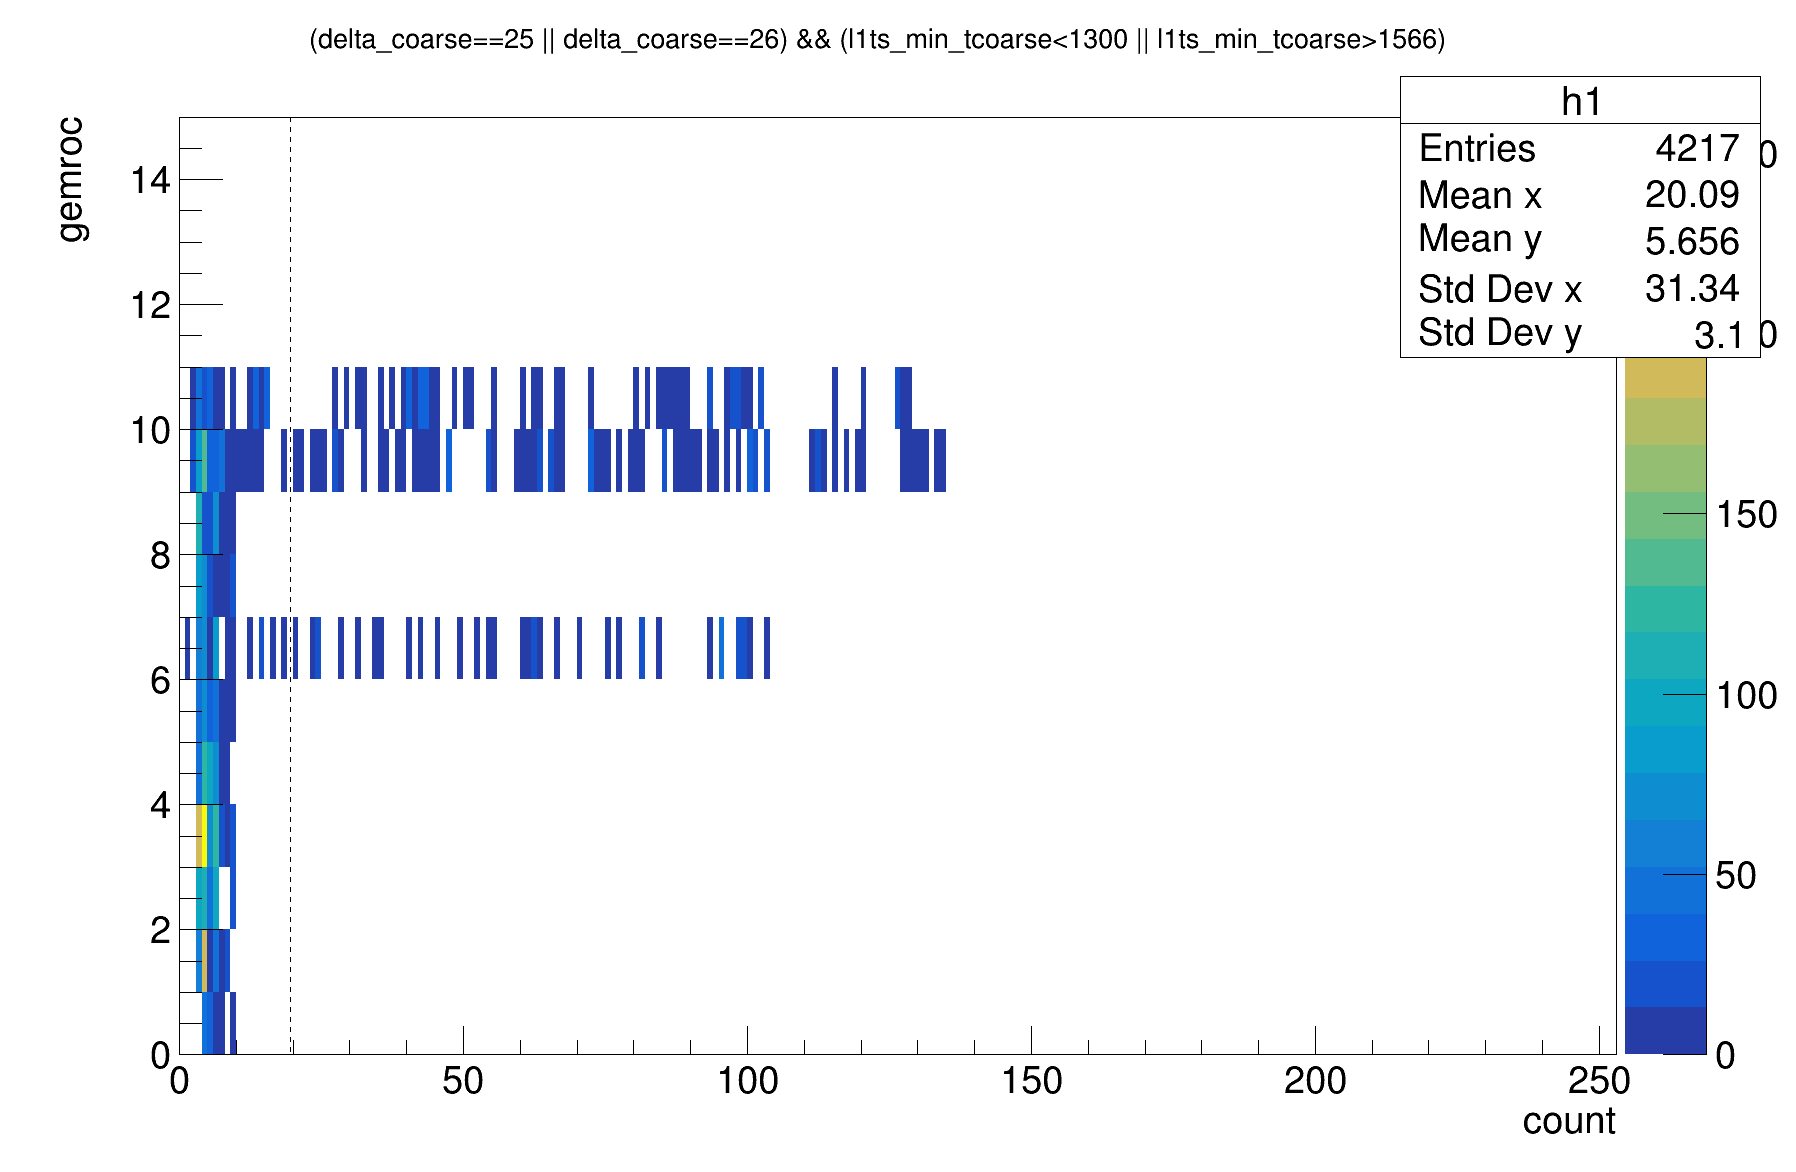 (delta_coarse==25 || delta_coarse==26) && (l1ts_min_tcoarse<1300 || l1ts_min_tcoarse>1566)
h1
Entries 4217
Mean x 20.09
Mean y 5.656
Std Dev x 31.34
Std Dev y 3.1
gemroc
14
12
10
8
6
4
2
0
0 50 100 150 200 250
count
0
0
150
100
50
0